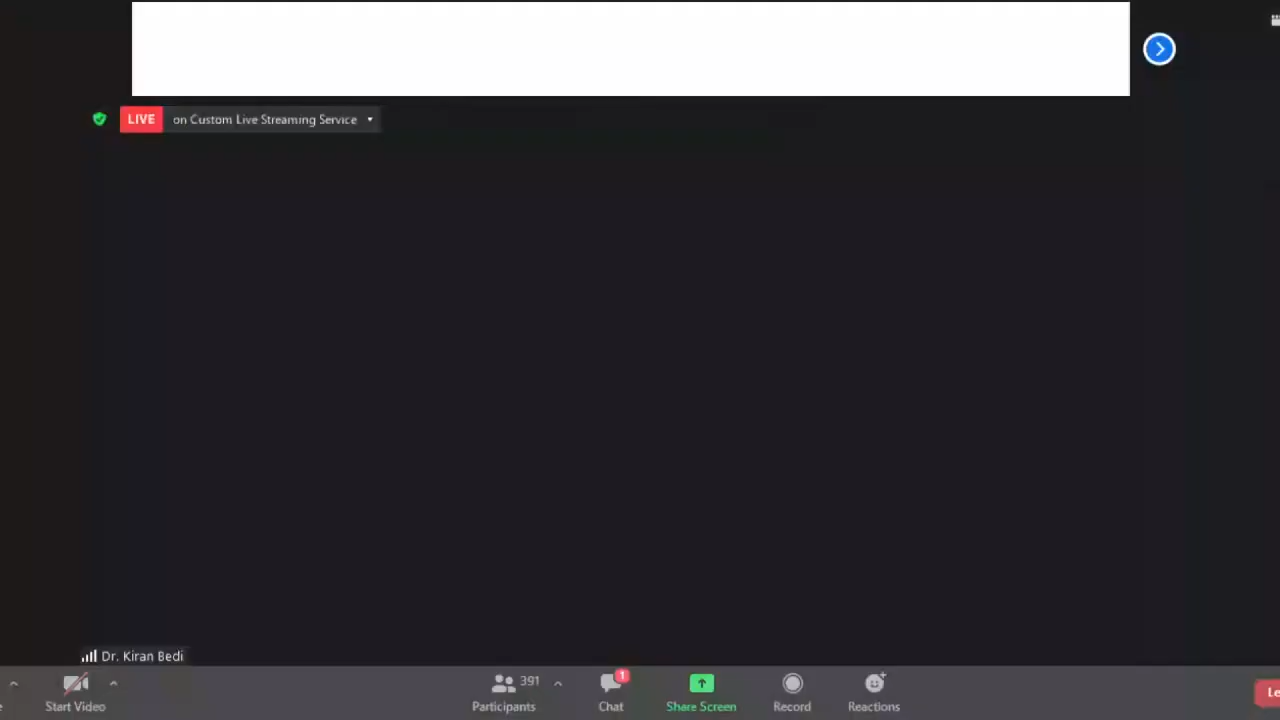 LIVE on Custom Live Streaming Service
Dr. Kiran Bedi
391
1
Start Video
Participants
Chat
Share Screen
Record
Reactions